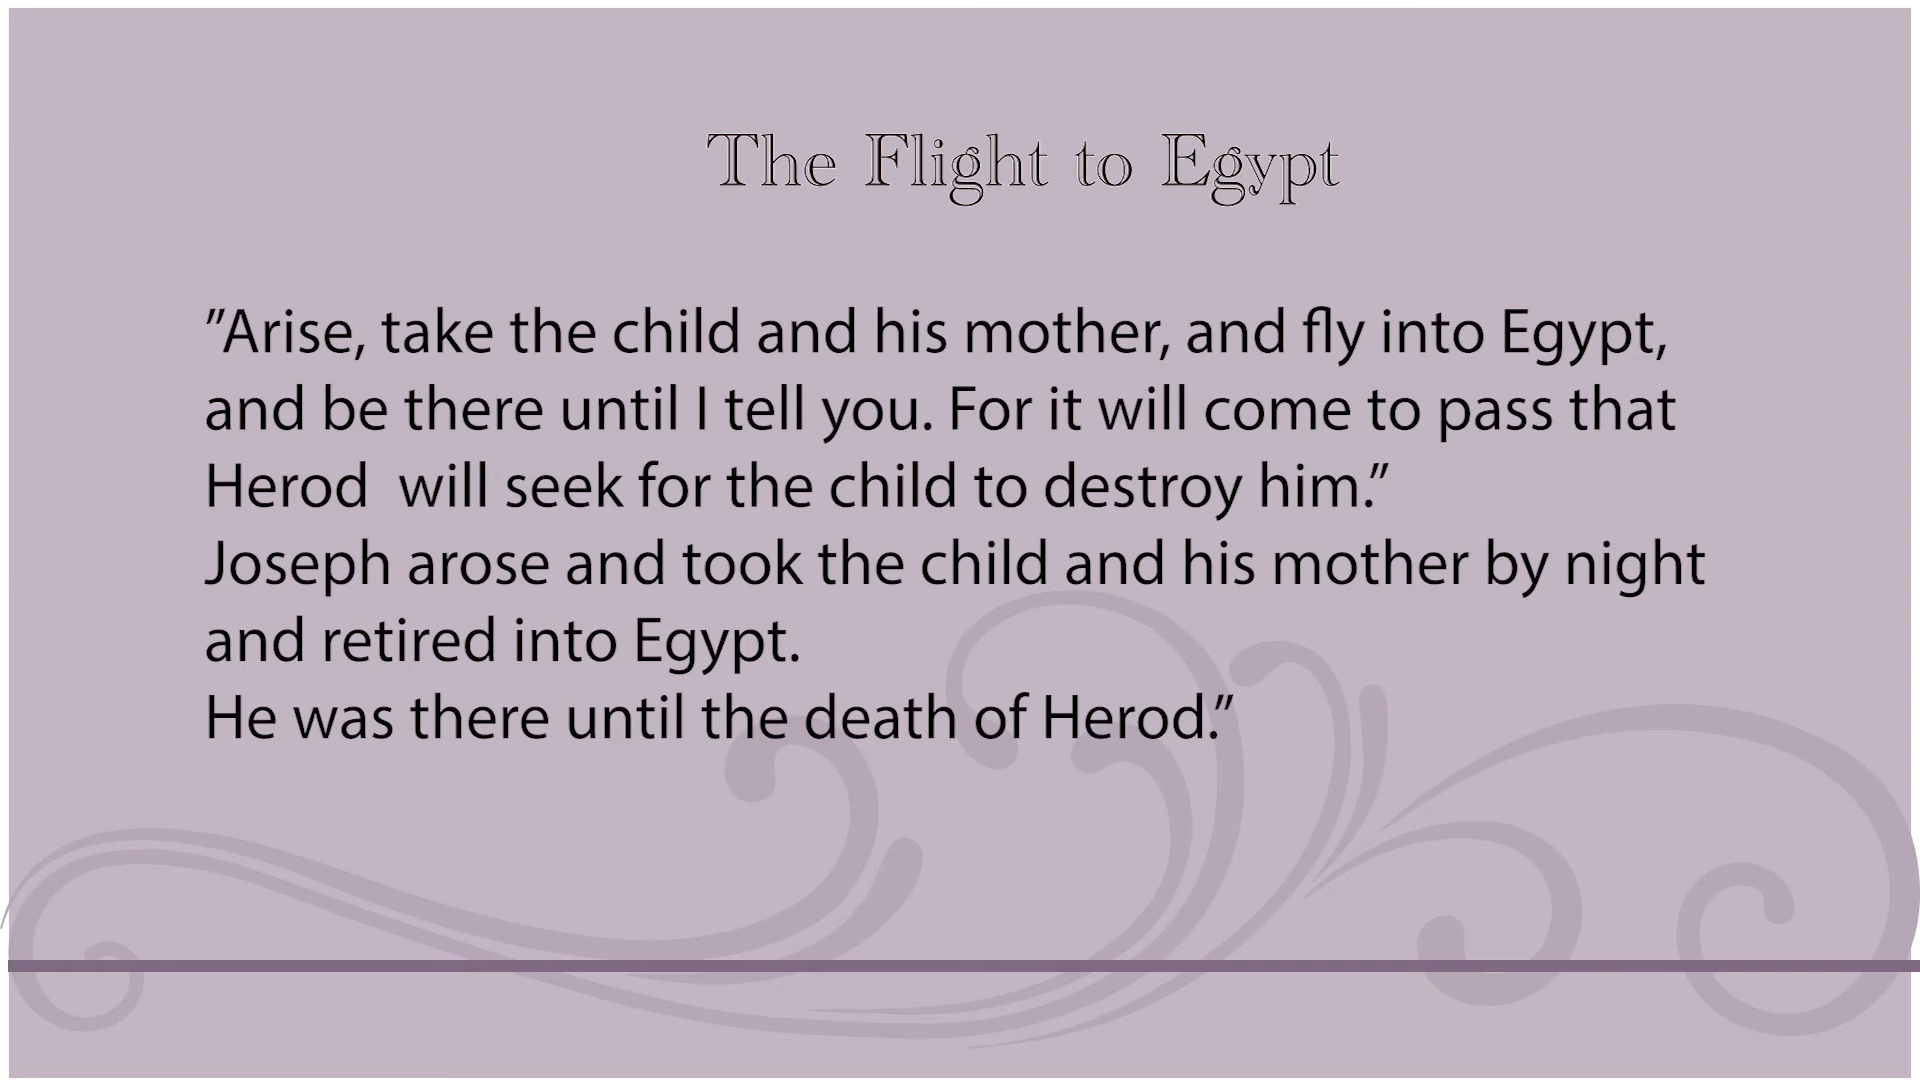 The Flight to Egypt
”Arise, take the child and his mother, and fly into Egypt,
and be there until I tell you. For it will come to pass that
Herod  will seek for the child to destroy him.”
Joseph arose and took the child and his mother by night
and retired into Egypt.
He was there until the death of Herod.”